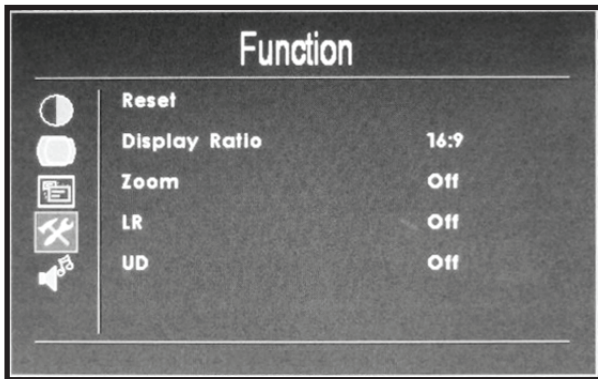 Function
Reset
Display Ratio 16:9
Zoom Off
LR Off
UD Off